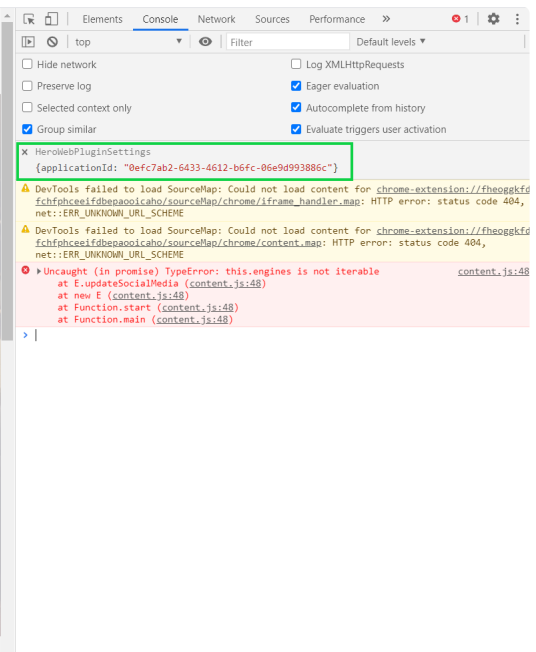 Elements Console Network Sources Performance » 1
top Filter Default levels ▼
Hide network Log XMLHttpRequests
Preserve log Eager evaluation
Selected context only Autocomplete from history
Group similar Evaluate triggers user activation
× HeroWebPluginSettings
{applicationId: "0efc7ab2-6433-4612-b6fc-06e9d993886c"}
DevTools failed to load SourceMap: Could not load content for chrome-extension://fheoggkfd
fchfphceeifdbepaooicaho/sourceMap/chrome/iframe_handler.map: HTTP error: status code 404,
net::ERR_UNKNOWN_URL_SCHEME
DevTools failed to load SourceMap: Could not load content for chrome-extension://fheoggkfd
fchfphceeifdbepaooicaho/sourceMap/chrome/content.map: HTTP error: status code 404,
net::ERR_UNKNOWN_URL_SCHEME
Uncaught (in promise) TypeError: this.engines is not iterable content.js:48
at E.updateSocialMedia (content.js:48)
at new E (content.js:48)
at Function.start (content.js:48)
at Function.main (content.js:48)
>